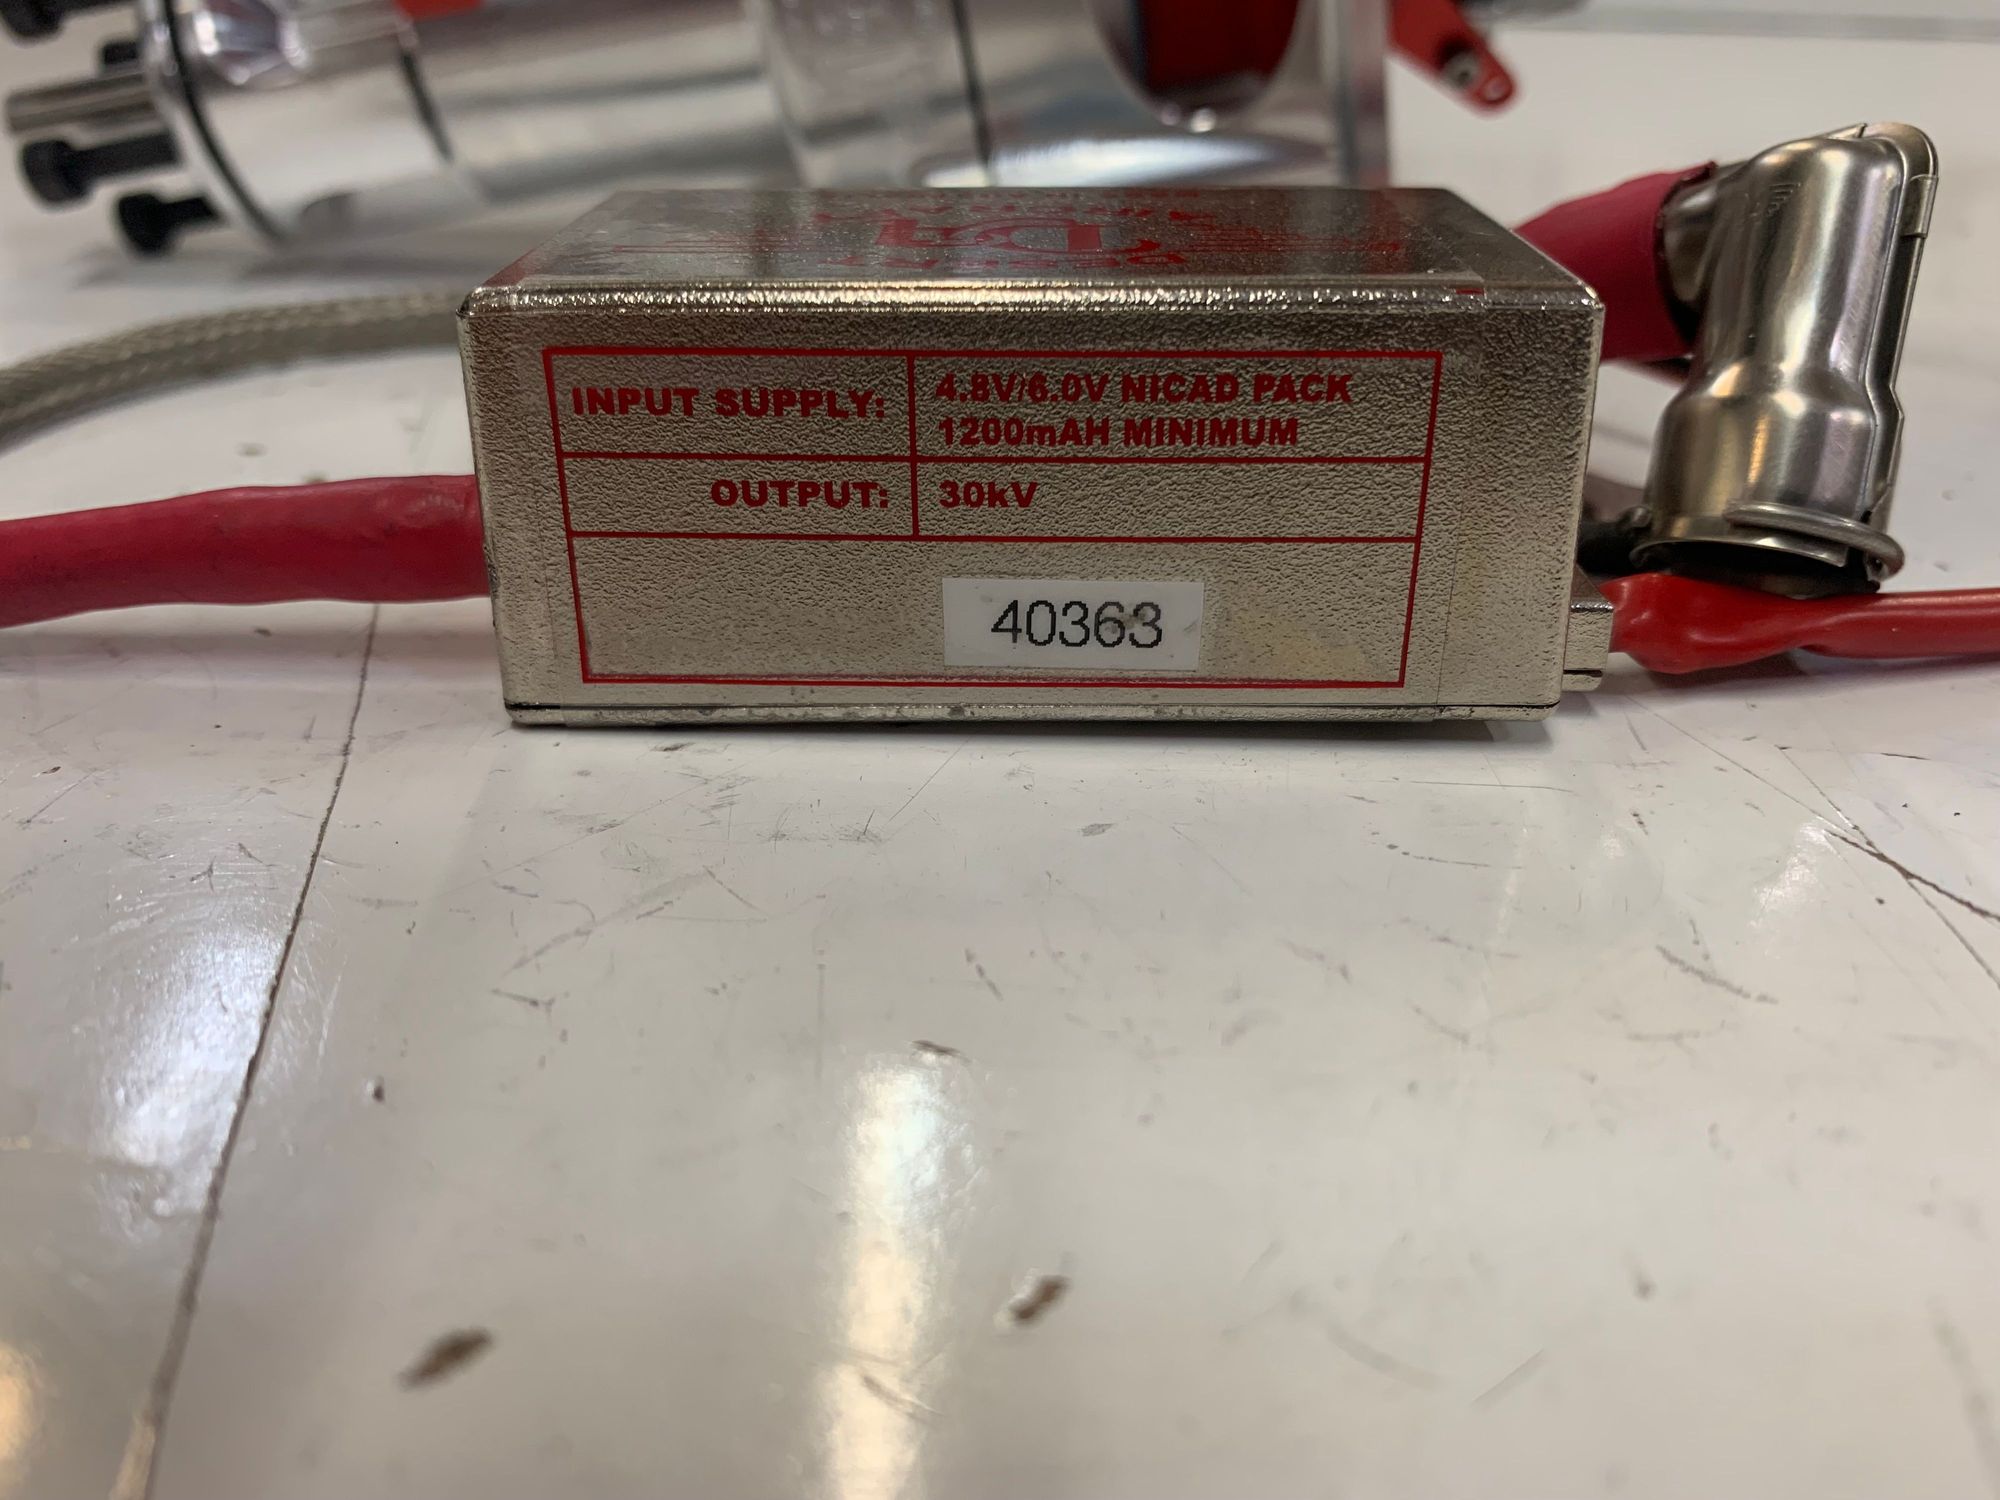 INPUT SUPPLY:
4.8V/6.0V NICAD PACK
1200mAH MINIMUM
OUTPUT:
30kV
40363